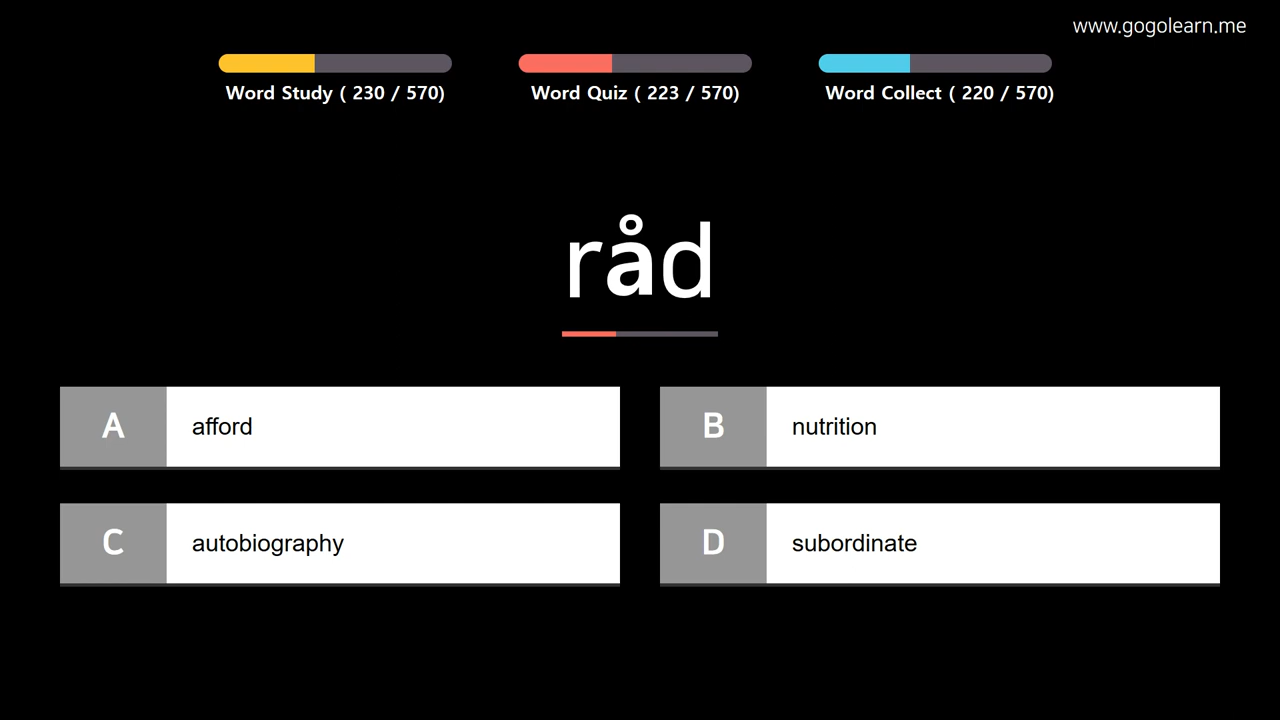 www.gogolearn.me
Word Study ( 230 / 570)
Word Quiz ( 223 / 570)
Word Collect ( 220 / 570)
råd
A afford
B nutrition
C autobiography
D subordinate